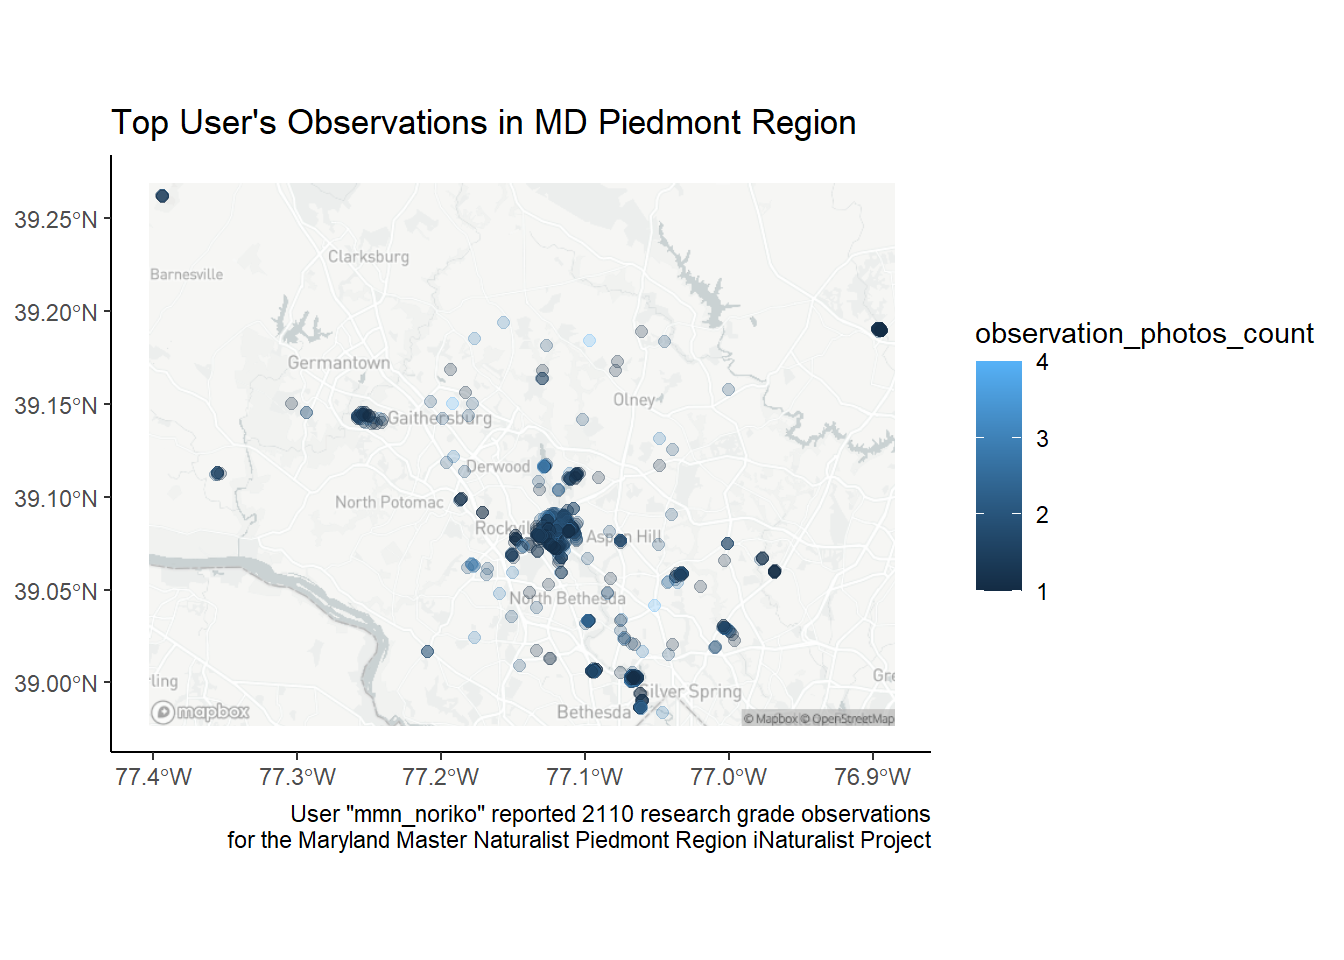 Top User's Observations in MD Piedmont Region
39.25°N
39.20°N
39.15°N
39.10°N
39.05°N
39.00°N
Clarksburg
Barnesville
Germantown
Olney
Gaithersburg
Derwood
North Potomac
Rockvil
Aspen Hill
North Bethesda
rling
Gre
Silver Spring
Bethesda
mapbox
© Mapbox © OpenStreetMap
77.4°W 77.3°W 77.2°W 77.1°W 77.0°W 76.9°W
User "mmn_noriko" reported 2110 research grade observations
for the Maryland Master Naturalist Piedmont Region iNaturalist Project
observation_photos_count
4
3
2
1